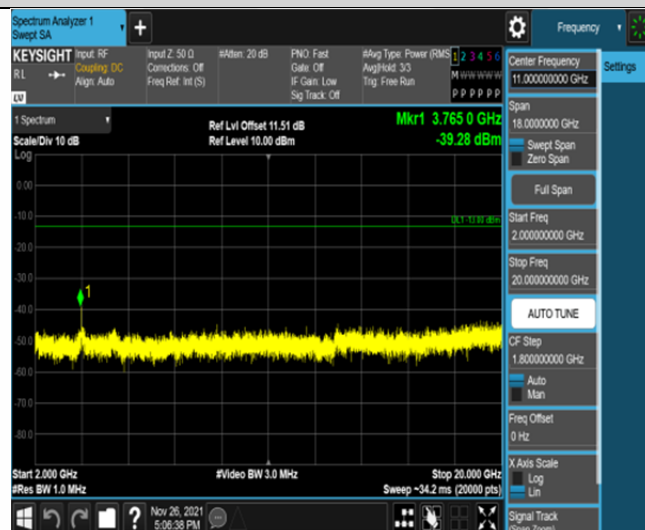 Spectrum Analyzer 1
Swept SA
Frequency
KEYSIGHT
Input: RF
Coupling: DC
Align: Auto
Input Z: 50 Ω
Corrections: Off
Freq Ref: Int (S)
#Atten: 20 dB
PNO: Fast
Gate: Off
IF Gain: Low
Sig Track: Off
#Avg Type: Power (RMS
Avg|Hold: 3/3
Trig: Free Run
1 2 3 4 5 6
M W W W W W
P P P P P P
R L
LXI
1 Spectrum
Scale/Div 10 dB
Log
Ref Lvl Offset 11.51 dB
Ref Level 10.00 dBm
Mkr1 3.765 0 GHz
-39.28 dBm
0.00
-10.0
DL1 -13.00 dBm
-20.0
-30.0
1
-40.0
-50.0
-60.0
-70.0
-80.0
Start 2.000 GHz
#Res BW 1.0 MHz
#Video BW 3.0 MHz
Stop 20.000 GHz
Sweep ~34.2 ms (20000 pts)
Nov 26, 2021
5:06:38 PM
Center Frequency
11.000000000 GHz
Settings
Span
18.0000000 GHz
Swept Span
Zero Span
Full Span
Start Freq
2.000000000 GHz
Stop Freq
20.000000000 GHz
AUTO TUNE
CF Step
1.800000000 GHz
Auto
Man
Freq Offset
0 Hz
X Axis Scale
Log
Lin
Signal Track
(Span Zoom)